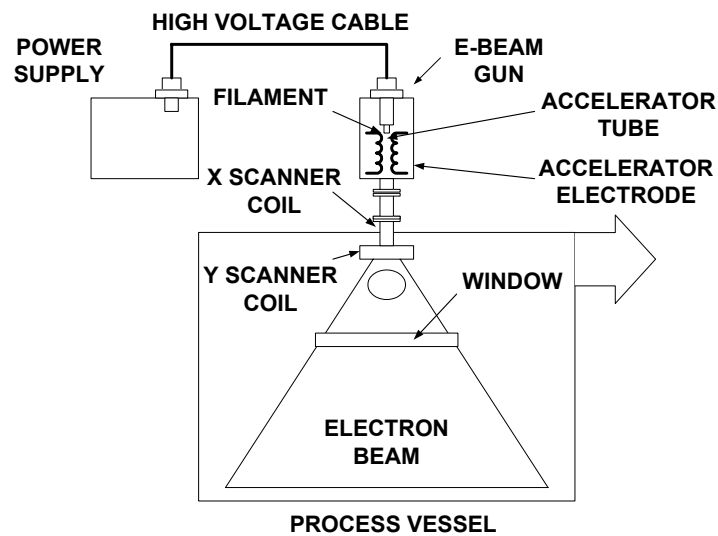 HIGH VOLTAGE CABLE
POWER
SUPPLY
E-BEAM
GUN
FILAMENT
ACCELERATOR
TUBE
X SCANNER
COIL
ACCELERATOR
ELECTRODE
Y SCANNER
COIL
WINDOW
ELECTRON
BEAM
PROCESS VESSEL